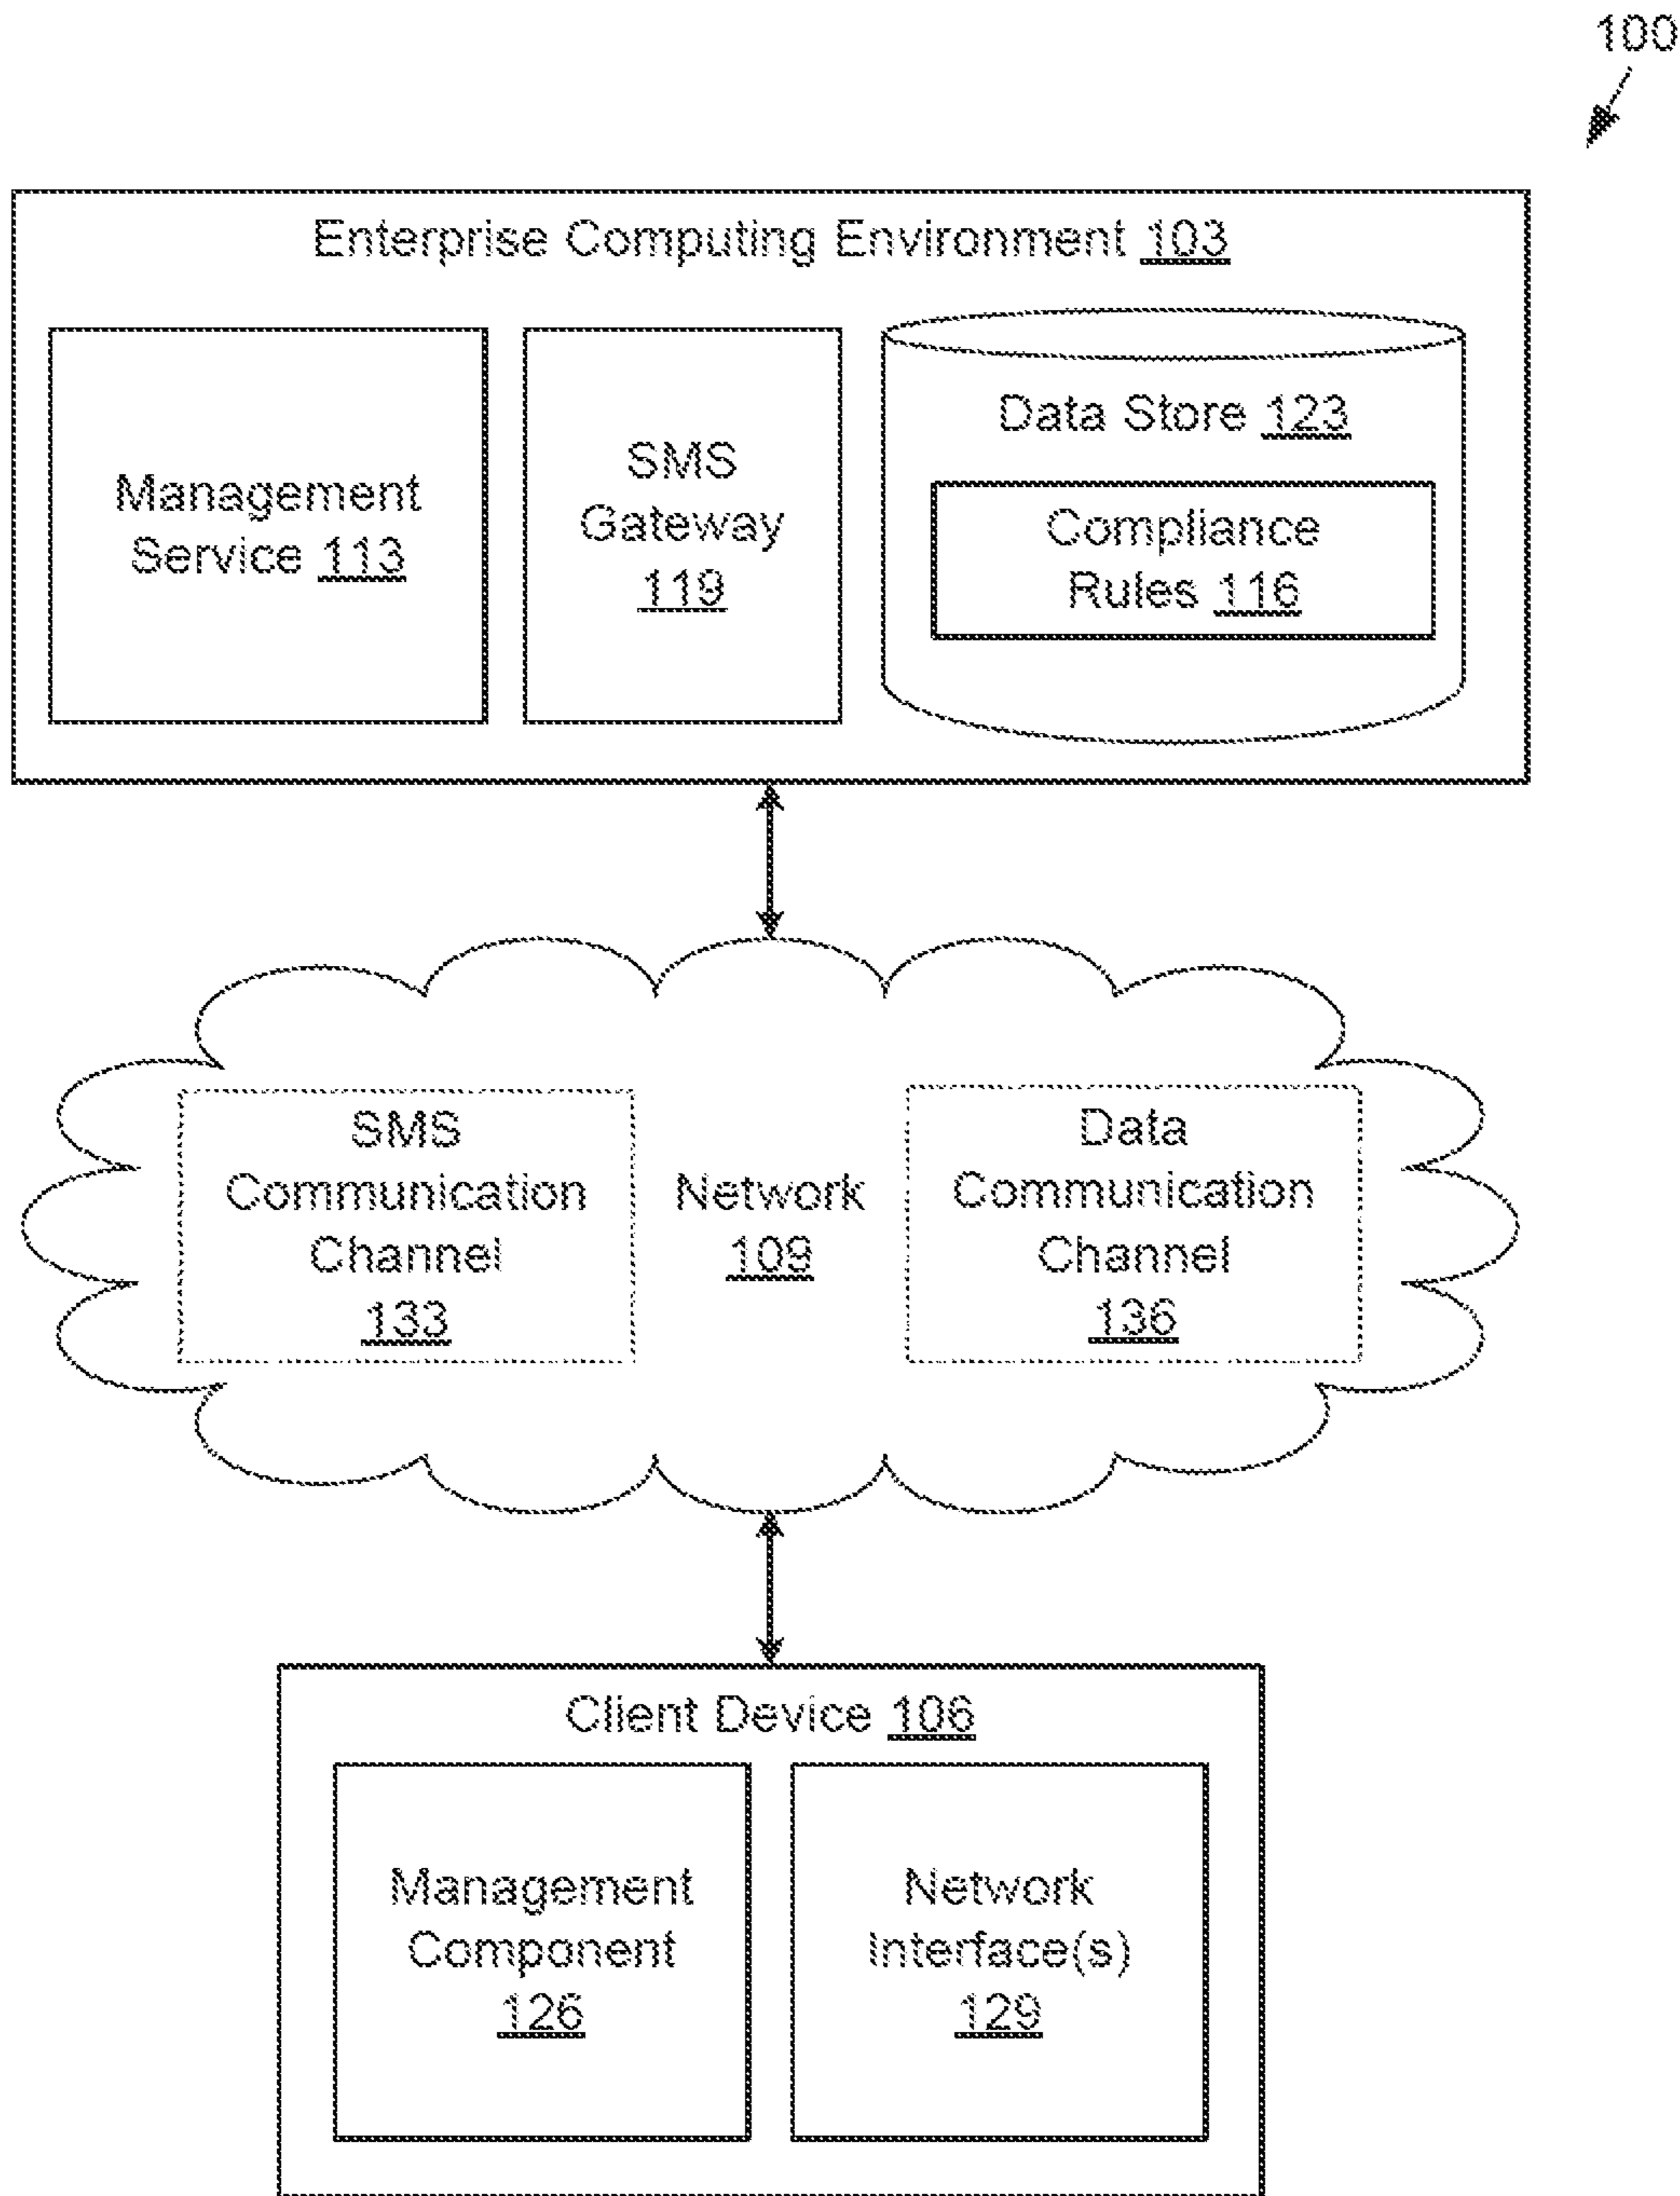 100
Enterprise Computing Environment 103
Management
Service 113
SMS
Gateway
119
Data Store 123
Compliance
Rules 116
SMS
Communication
Channel
133
Network
109
Data
Communication
Channel
136
Client Device 106
Management
Component
126
Network
Interface(s)
129